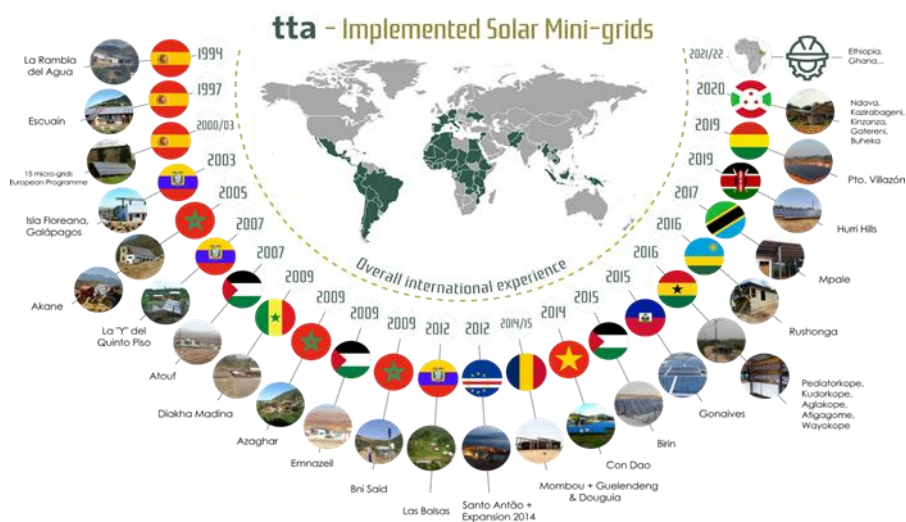 tta - Implemented Solar Mini-grids
La Rambla
del Agua
1994
Escuaín
1997
15 micro-grids
European Programme
2000/03
Isla Floreana,
Galápagos
2003
Akane
2005
La "Y" del
Quinto Piso
2007
Atouf
2007
Diakha Madina
2009
Azaghar
2009
Emnazeil
2009
Bni Said
2009
Las Balsas
2012
Santo Antão +
Expansion 2014
2012
Mombou + Guelendeng
& Douguia
2014/15
Con Dao
2014
Birin
2015
Gonaives
2015
Pediatorkope,
Kudorkope,
Aglakope,
Atigagome,
Wayokope
2016
Rushonga
2016
Mpale
2017
Hurri Hills
2019
Pto. Villazón
2019
Ndava,
Kazirabageni,
Kinzanza,
Gatereni,
Buheka
2020
Ethiopia,
Ghana...
2021/22
Overall international experience